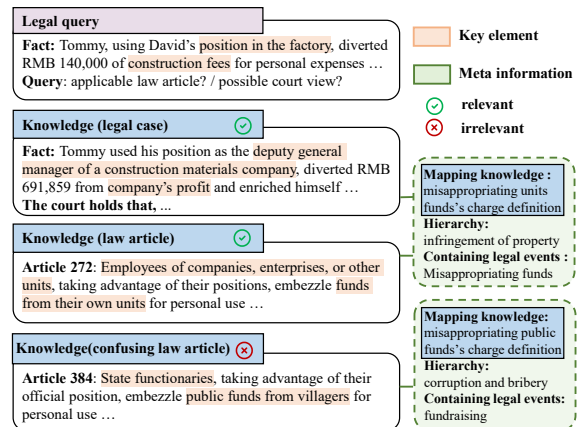 Legal query
Fact: Tommy, using David's position in the factory, diverted
RMB 140,000 of construction fees for personal expenses ...
Query: applicable law article? / possible court view?
Knowledge (legal case)
Fact: Tommy used his position as the deputy general
manager of a construction materials company, diverted RMB
691,859 from company's profit and enriched himself ...
The court holds that, ...
Knowledge (law article)
Article 272: Employees of companies, enterprises, or other
units, taking advantage of their positions, embezzle funds
from their own units for personal use ...
Knowledge(confusing law article)
Article 384: State functionaries, taking advantage of their
official position, embezzle public funds from villagers for
personal use ...
Key element
Meta information
relevant
irrelevant
Mapping knowledge :
misappropriating units
funds's charge definition
Hierarchy:
infringement of property
Containing legal events :
Misappropriating funds
Mapping knowledge:
misappropriating public
funds's charge definition
Hierarchy:
corruption and bribery
Containing legal events:
fundraising